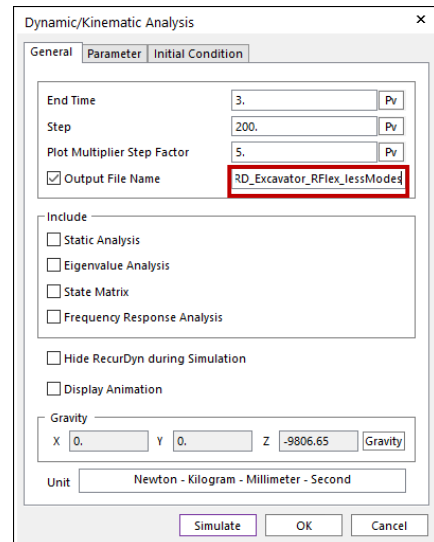 Dynamic/Kinematic Analysis ×
General Parameter Initial Condition
End Time 3. Pv
Step 200. Pv
Plot Multiplier Step Factor 5. Pv
Output File Name RD_Excavator_RFlex_lessModes
Include
Static Analysis
Eigenvalue Analysis
State Matrix
Frequency Response Analysis
Hide RecurDyn during Simulation
Display Animation
Gravity
X 0. Y 0. Z -9806.65 Gravity
Unit Newton - Kilogram - Millimeter - Second
Simulate OK Cancel